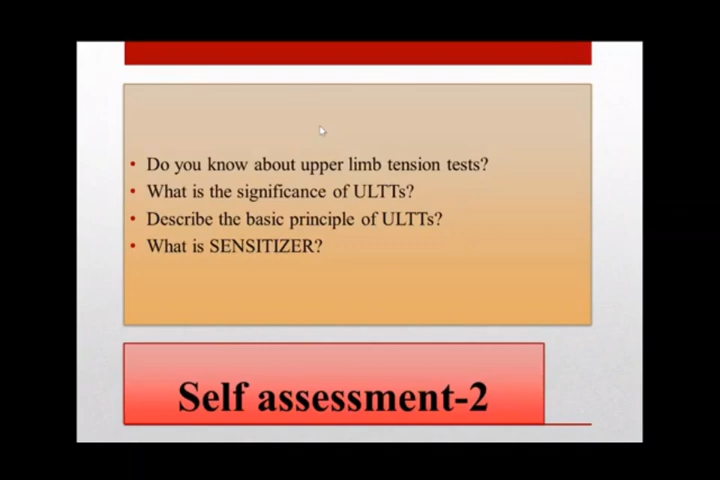 • Do you know about upper limb tension tests?
• What is the significance of ULTTs?
• Describe the basic principle of ULTTs?
• What is SENSITIZER?
Self assessment-2